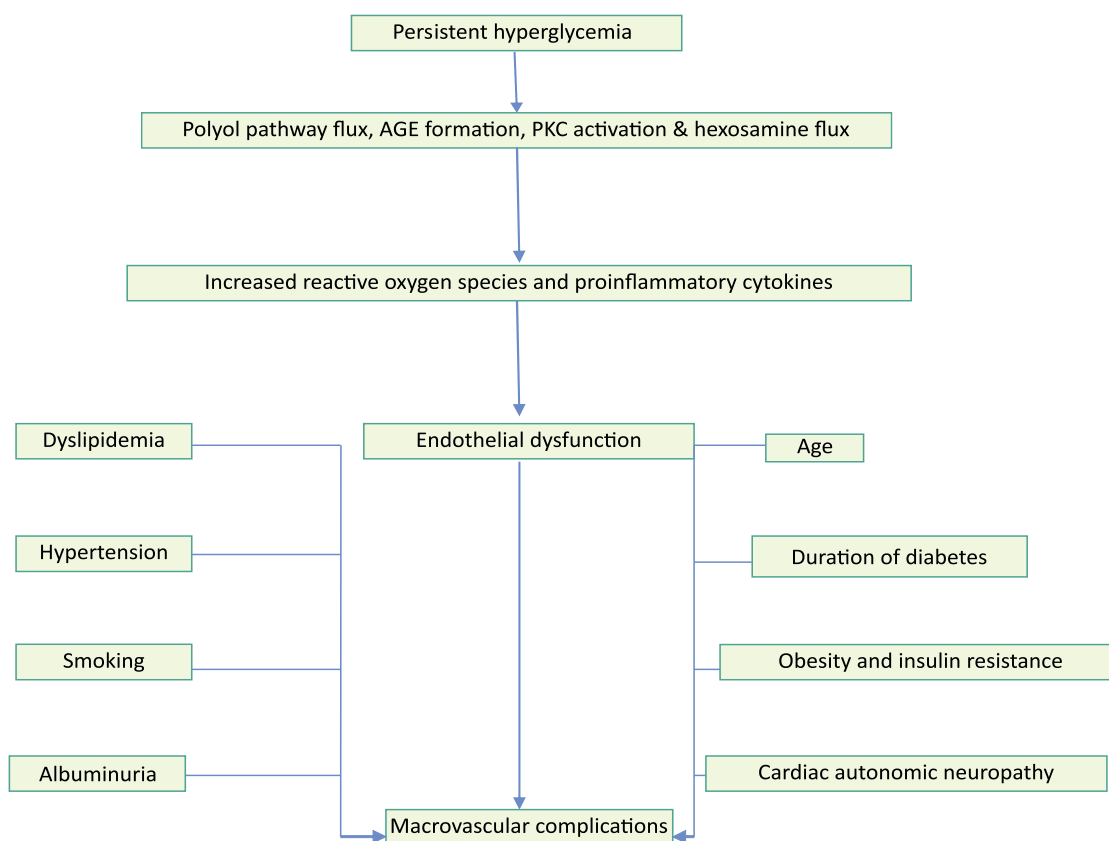 Persistent hyperglycemia
Polyol pathway flux, AGE formation, PKC activation & hexosamine flux
Increased reactive oxygen species and proinflammatory cytokines
Dyslipidemia
Endothelial dysfunction
Age
Hypertension
Duration of diabetes
Smoking
Obesity and insulin resistance
Albuminuria
Cardiac autonomic neuropathy
Macrovascular complications